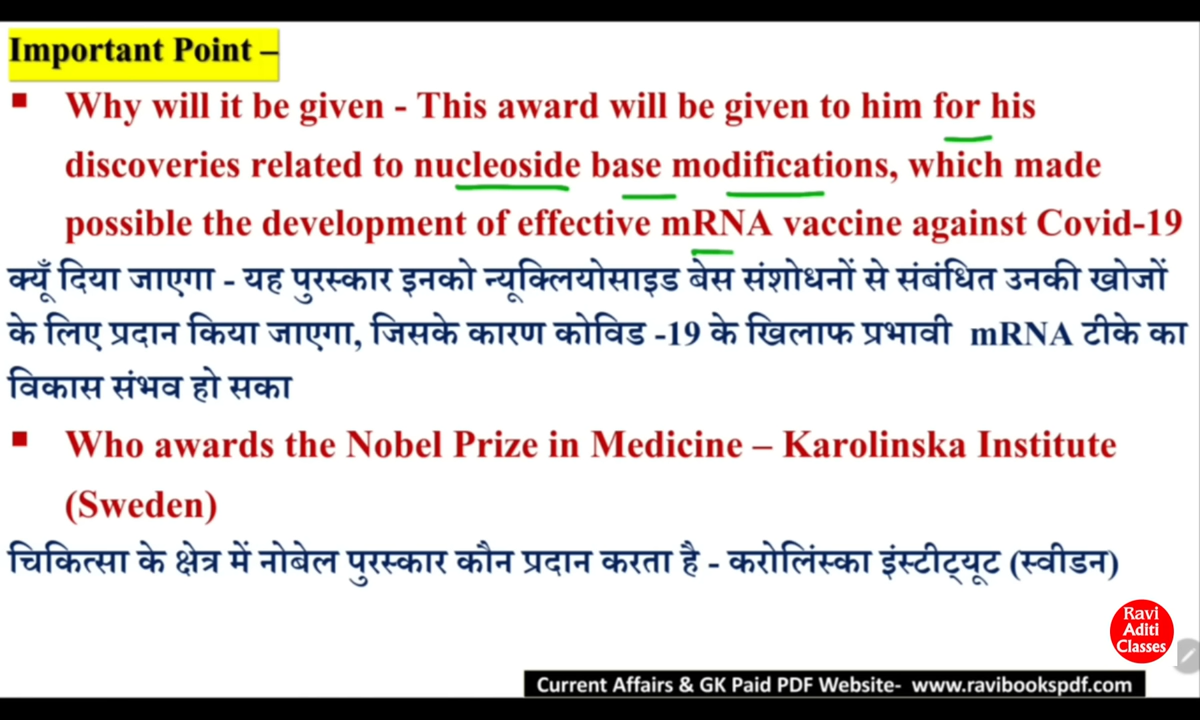 Important Point –
▪ Why will it be given - This award will be given to him for his
discoveries related to nucleoside base modifications, which made
possible the development of effective mRNA vaccine against Covid-19
क्यूँ दिया जाएगा - यह पुरस्कार इनको न्यूक्लियोसाइड बेस संशोधनों से संबंधित उनकी खोजों
के लिए प्रदान किया जाएगा, जिसके कारण कोविड -19 के खिलाफ प्रभावी mRNA टीके का
विकास संभव हो सका
▪ Who awards the Nobel Prize in Medicine – Karolinska Institute
(Sweden)
चिकित्सा के क्षेत्र में नोबेल पुरस्कार कौन प्रदान करता है - करोलिंस्का इंस्टीट्यूट (स्वीडन)
Ravi
Aditi
Classes
Current Affairs & GK Paid PDF Website- www.ravibookspdf.com